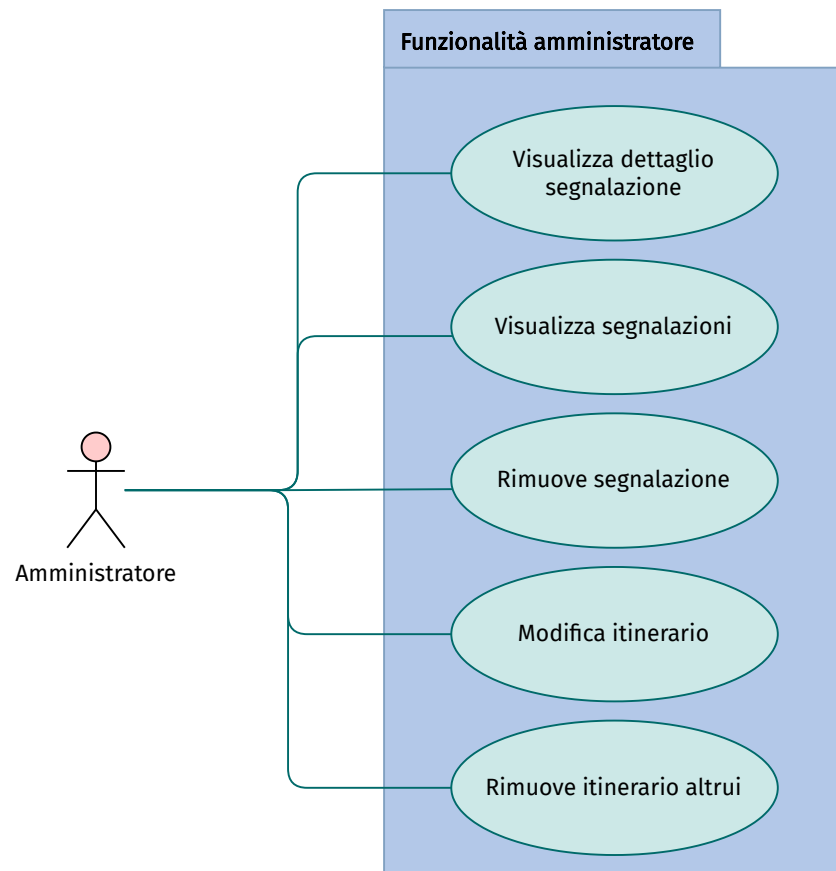 Funzionalità amministratore
Visualizza dettaglio
segnalazione
Visualizza segnalazioni
Rimuove segnalazione
Amministratore
Modifica itinerario
Rimuove itinerario altrui